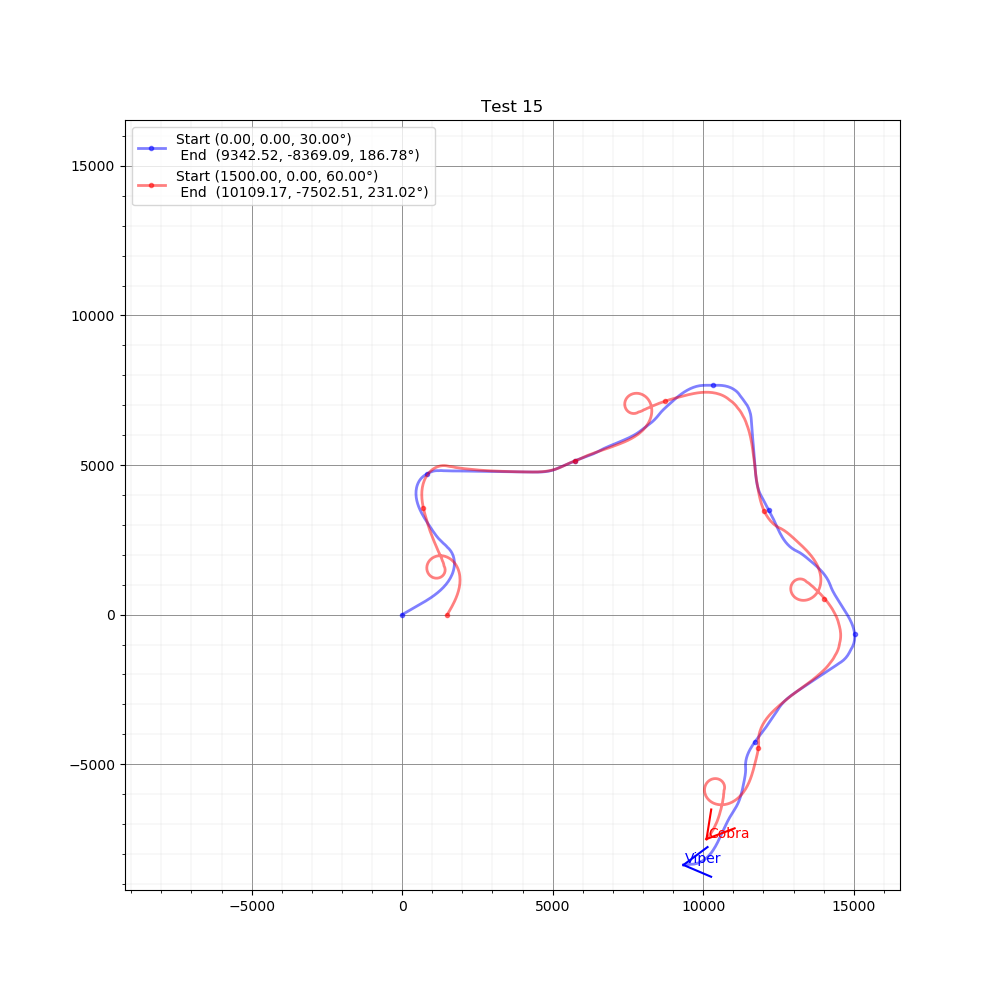 Test 15
Start (0.00, 0.00, 30.00°)
End (9342.52, -8369.09, 186.78°)
Start (1500.00, 0.00, 60.00°)
End (10109.17, -7502.51, 231.02°)
15000
10000
5000
0
−5000
Cobra
Viper
−5000
0
5000
10000
15000